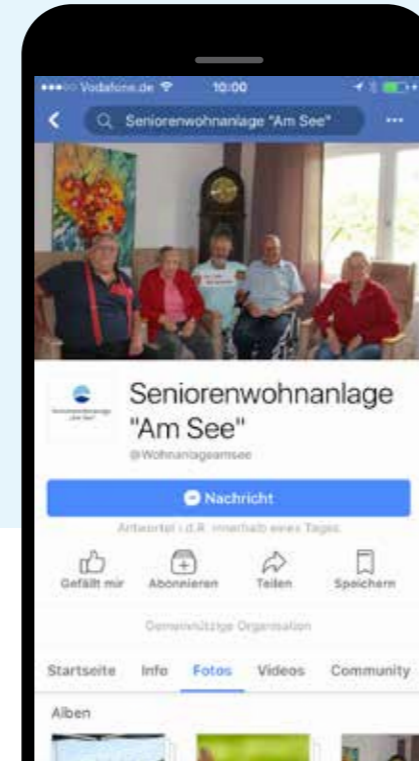 Vodafone.de 10:00
Seniorenwohnanlage "Am See"
Seniorenwohnanlage
"Am See"
@Wohnanlageamsee
Nachricht
Antwortet i.d.R. innerhalb eines Tages.
Gefällt mir Abonnieren Teilen Speichern
Gemeinnützige Organisation
Startseite Info Fotos Videos Community
Alben